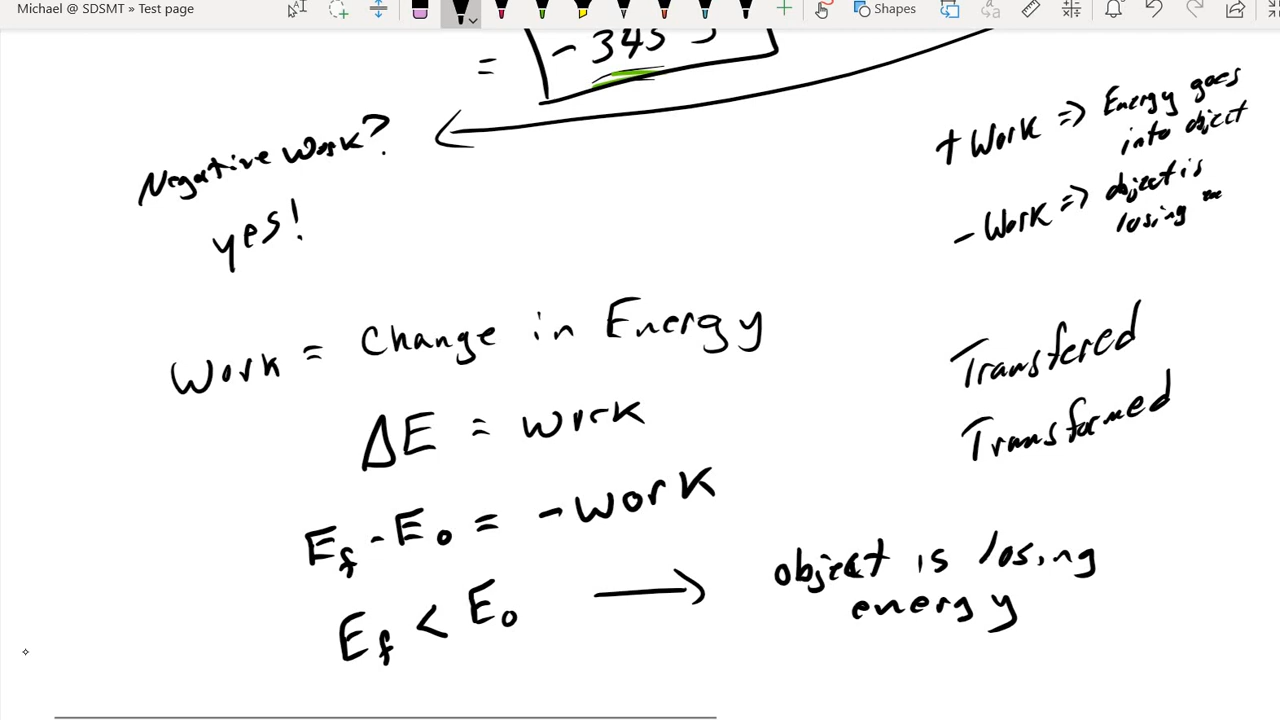 Michael @ SDSMT » Test page
Shapes
= - 345 J
Negative Work?
yes!
+ Work => Energy goes
into object
- Work => object is
losing
Work = Change in Energy
Transfered
Transformed
ΔE = work
Ef - Eo = - work
Ef < Eo ⟶ object is losing
energy